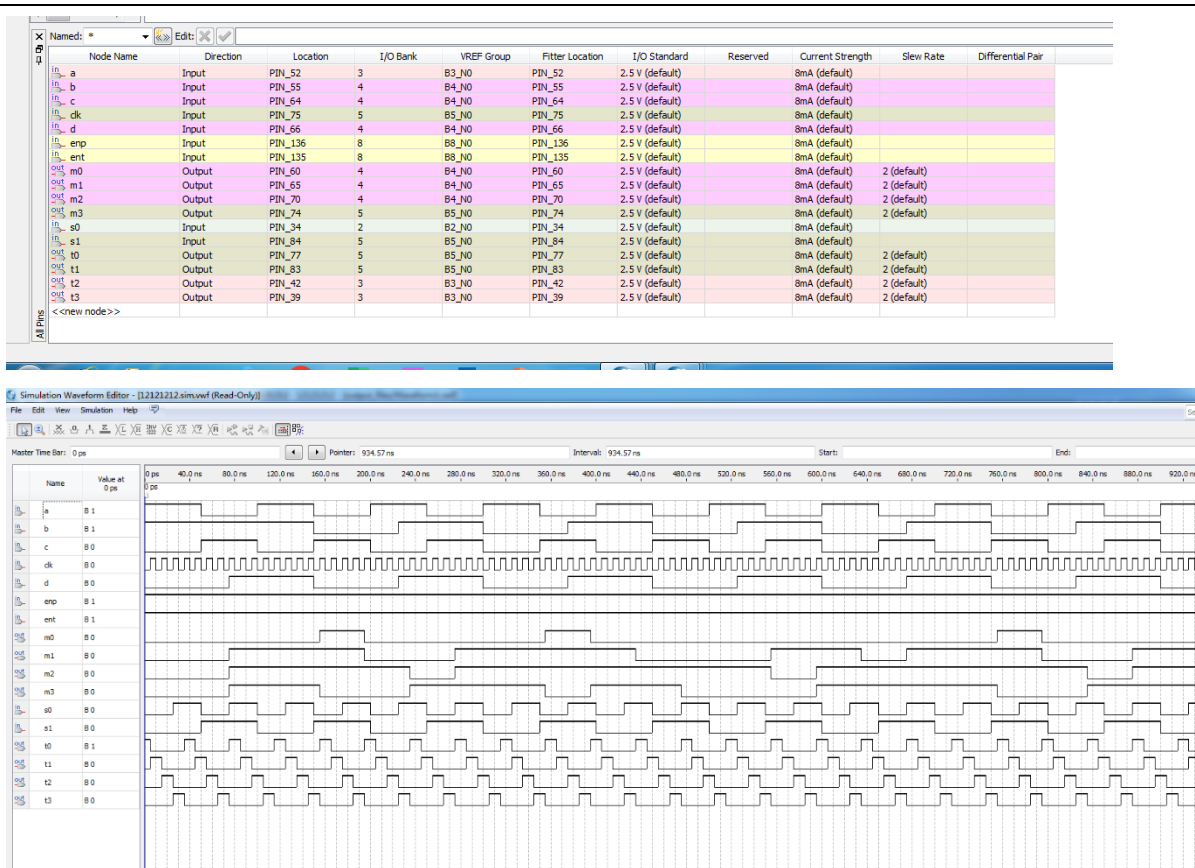 Named: * Edit:
Node Name Direction Location I/O Bank VREF Group Fitter Location I/O Standard Reserved Current Strength Slew Rate Differential Pair
in a Input PIN_52 3 B3_N0 PIN_52 2.5 V (default) 8mA (default)
in b Input PIN_55 4 B4_N0 PIN_55 2.5 V (default) 8mA (default)
in c Input PIN_64 4 B4_N0 PIN_64 2.5 V (default) 8mA (default)
in clk Input PIN_75 5 B5_N0 PIN_75 2.5 V (default) 8mA (default)
in d Input PIN_66 4 B4_N0 PIN_66 2.5 V (default) 8mA (default)
in enp Input PIN_136 8 B8_N0 PIN_136 2.5 V (default) 8mA (default)
in ent Input PIN_135 8 B8_N0 PIN_135 2.5 V (default) 8mA (default)
out m0 Output PIN_60 4 B4_N0 PIN_60 2.5 V (default) 8mA (default) 2 (default)
out m1 Output PIN_65 4 B4_N0 PIN_65 2.5 V (default) 8mA (default) 2 (default)
out m2 Output PIN_70 4 B4_N0 PIN_70 2.5 V (default) 8mA (default) 2 (default)
out m3 Output PIN_74 5 B5_N0 PIN_74 2.5 V (default) 8mA (default) 2 (default)
in s0 Input PIN_34 2 B2_N0 PIN_34 2.5 V (default) 8mA (default)
in s1 Input PIN_84 5 B5_N0 PIN_84 2.5 V (default) 8mA (default)
out t0 Output PIN_77 5 B5_N0 PIN_77 2.5 V (default) 8mA (default) 2 (default)
out t1 Output PIN_83 5 B5_N0 PIN_83 2.5 V (default) 8mA (default) 2 (default)
out t2 Output PIN_42 3 B3_N0 PIN_42 2.5 V (default) 8mA (default) 2 (default)
out t3 Output PIN_39 3 B3_N0 PIN_39 2.5 V (default) 8mA (default) 2 (default)
<<new node>>
All Pins
Simulation Waveform Editor - [12121212.sim.vwf (Read-Only)]
File Edit View Simulation Help
Master Time Bar: 0 ps Pointer: 934.57 ns Interval: 934.57 ns Start: End:
Name Value at 0 ps
0 ps 40.0 ns 80.0 ns 120.0 ns 160.0 ns 200.0 ns 240.0 ns 280.0 ns 320.0 ns 360.0 ns 400.0 ns 440.0 ns 480.0 ns 520.0 ns 560.0 ns 600.0 ns 640.0 ns 680.0 ns 720.0 ns 760.0 ns 800.0 ns 840.0 ns 880.0 ns 920.0 ns
0 ps
a B 1
b B 1
c B 0
clk B 0
d B 0
enp B 1
ent B 1
m0 B 0
m1 B 0
m2 B 0
m3 B 0
s0 B 0
s1 B 0
t0 B 1
t1 B 0
t2 B 0
t3 B 0